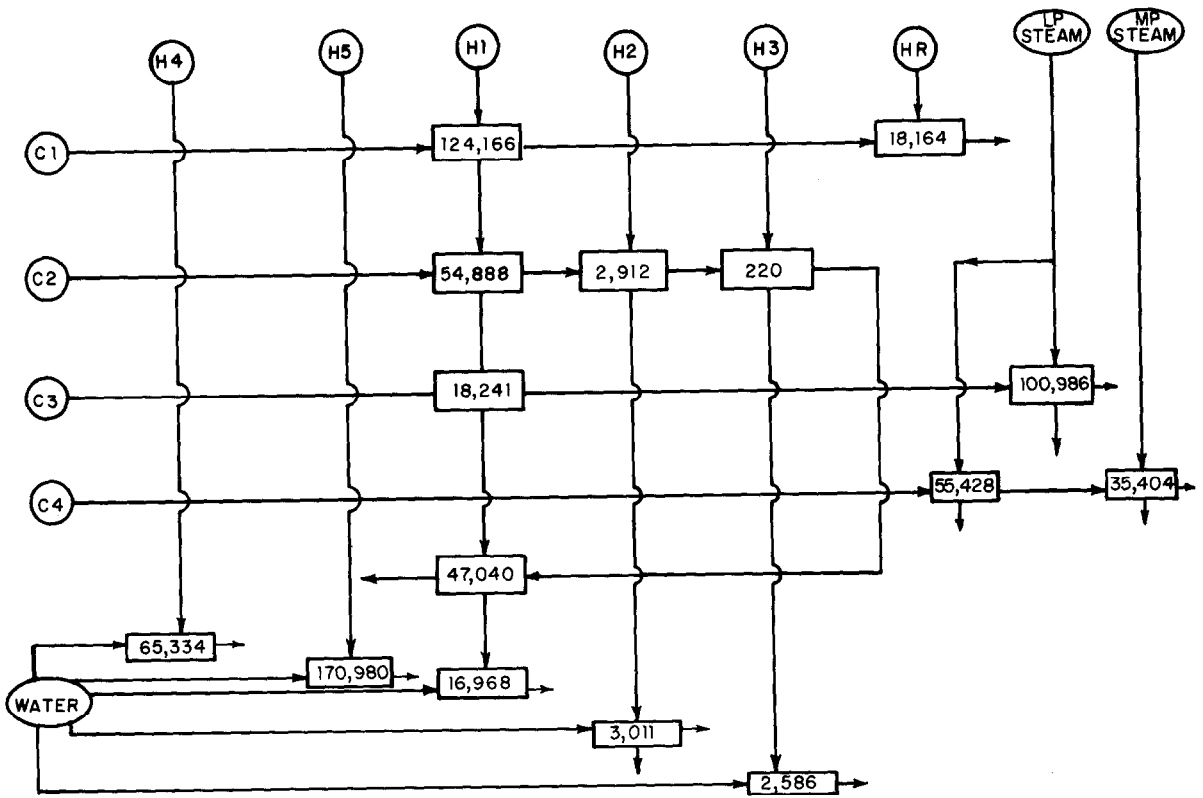 LP
STEAM
MP
STEAM
H4
H5
H1
H2
H3
HR
C1
124,166
18,164
C2
54,888
2,912
220
C3
18,241
100,986
C4
55,428
35,404
47,040
65,334
170,980
16,968
WATER
3,011
2,586